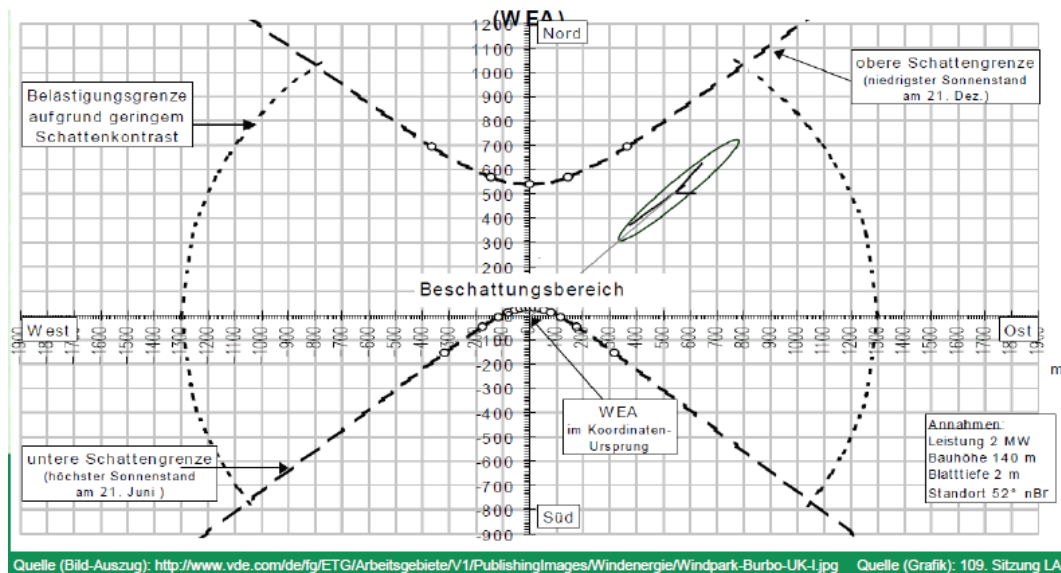 (WEA)
1200
1100
1000
900
800
700
600
500
400
300
200
Nord
obere Schattengrenze
(niedrigster Sonnenstand
am 21. Dez.)
Belästigungsgrenze
aufgrund geringem
Schattenkontrast
Beschattungsbereich
West
Ost
m
-100
-200
-300
-400
-500
-600
-700
-800
-900
WEA
im Koordinaten-
Ursprung
untere Schattengrenze
(höchster Sonnenstand
am 21. Juni )
Süd
Annahmen:
Leistung 2 MW
Bauhöhe 140 m
Blatttiefe 2 m
Standort 52° nBr
Quelle (Bild-Auszug): http://www.vde.com/de/fg/ETG/Arbeitsgebiete/V1/PublishingImages/Windenergie/Windpark-Burbo-UK-I.jpg Quelle (Grafik): 109. Sitzung LA